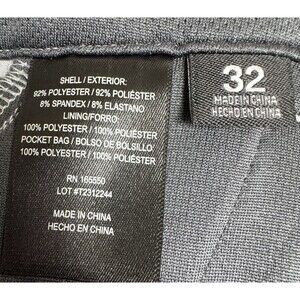 SHELL / EXTERIOR:
92% POLYESTER / 92% POLIÉSTER
8% SPANDEX / 8% ELASTANO
LINING/FORRO:
100% POLYESTER / 100% POLIÉSTER
POCKET BAG / BOLSO DE BOLSILLO:
100% POLYESTER / 100% POLIÉSTER
RN 165550
LOT #T2312244
MADE IN CHINA
HECHO EN CHINA
32
MADE IN CHINA
HECHO EN CHINA